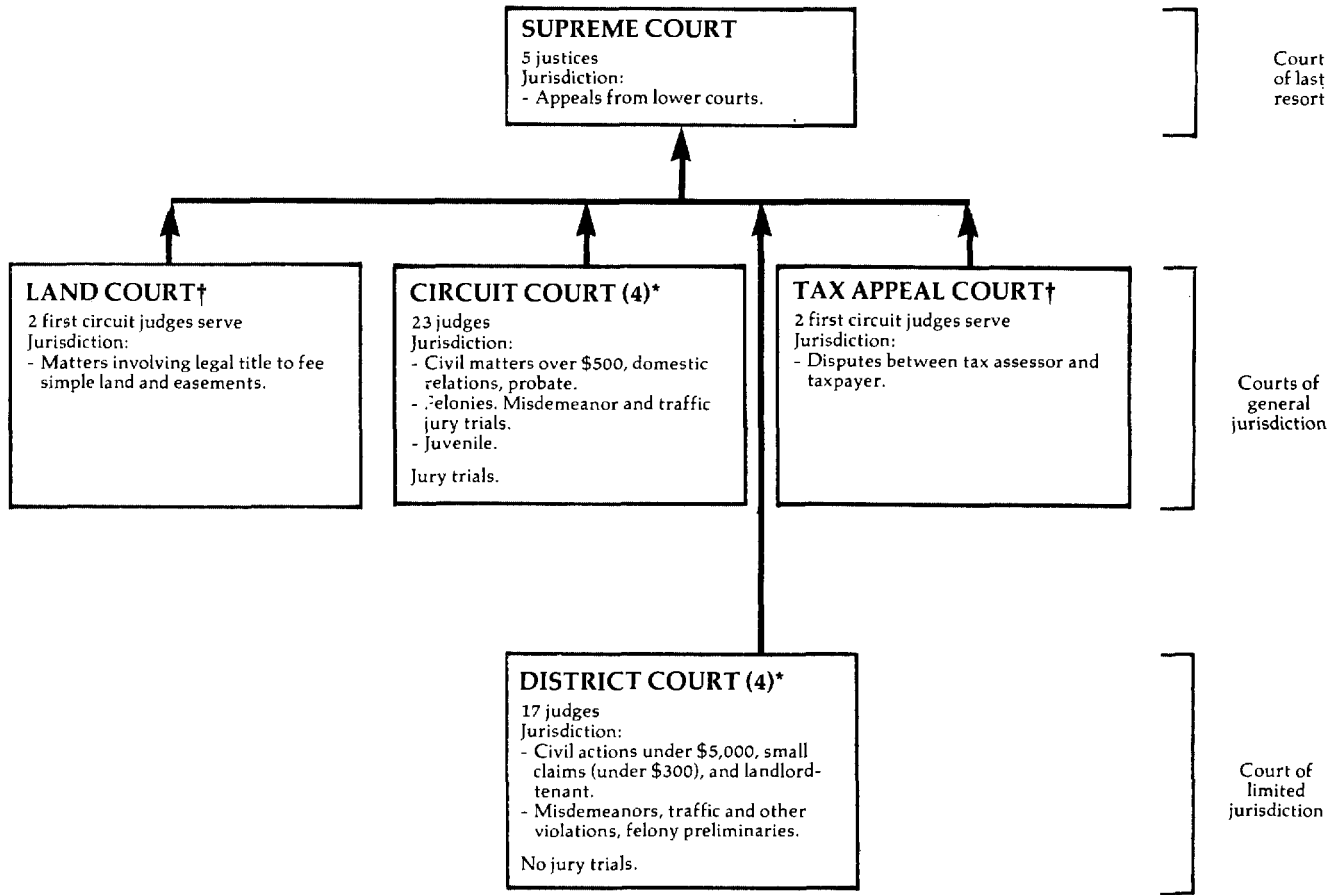 SUPREME COURT
5 justices
Jurisdiction:
- Appeals from lower courts.
Court
of last
resort
LAND COURT†
2 first circuit judges serve
Jurisdiction:
- Matters involving legal title to fee
simple land and easements.
CIRCUIT COURT (4)*
23 judges
Jurisdiction:
- Civil matters over $500, domestic
relations, probate.
- Felonies. Misdemeanor and traffic
jury trials.
- Juvenile.
Jury trials.
TAX APPEAL COURT†
2 first circuit judges serve
Jurisdiction:
- Disputes between tax assessor and
taxpayer.
Courts of
general
jurisdiction
DISTRICT COURT (4)*
17 judges
Jurisdiction:
- Civil actions under $5,000, small
claims (under $300), and landlord-
tenant.
- Misdemeanors, traffic and other
violations, felony preliminaries.
No jury trials.
Court of
limited
jurisdiction